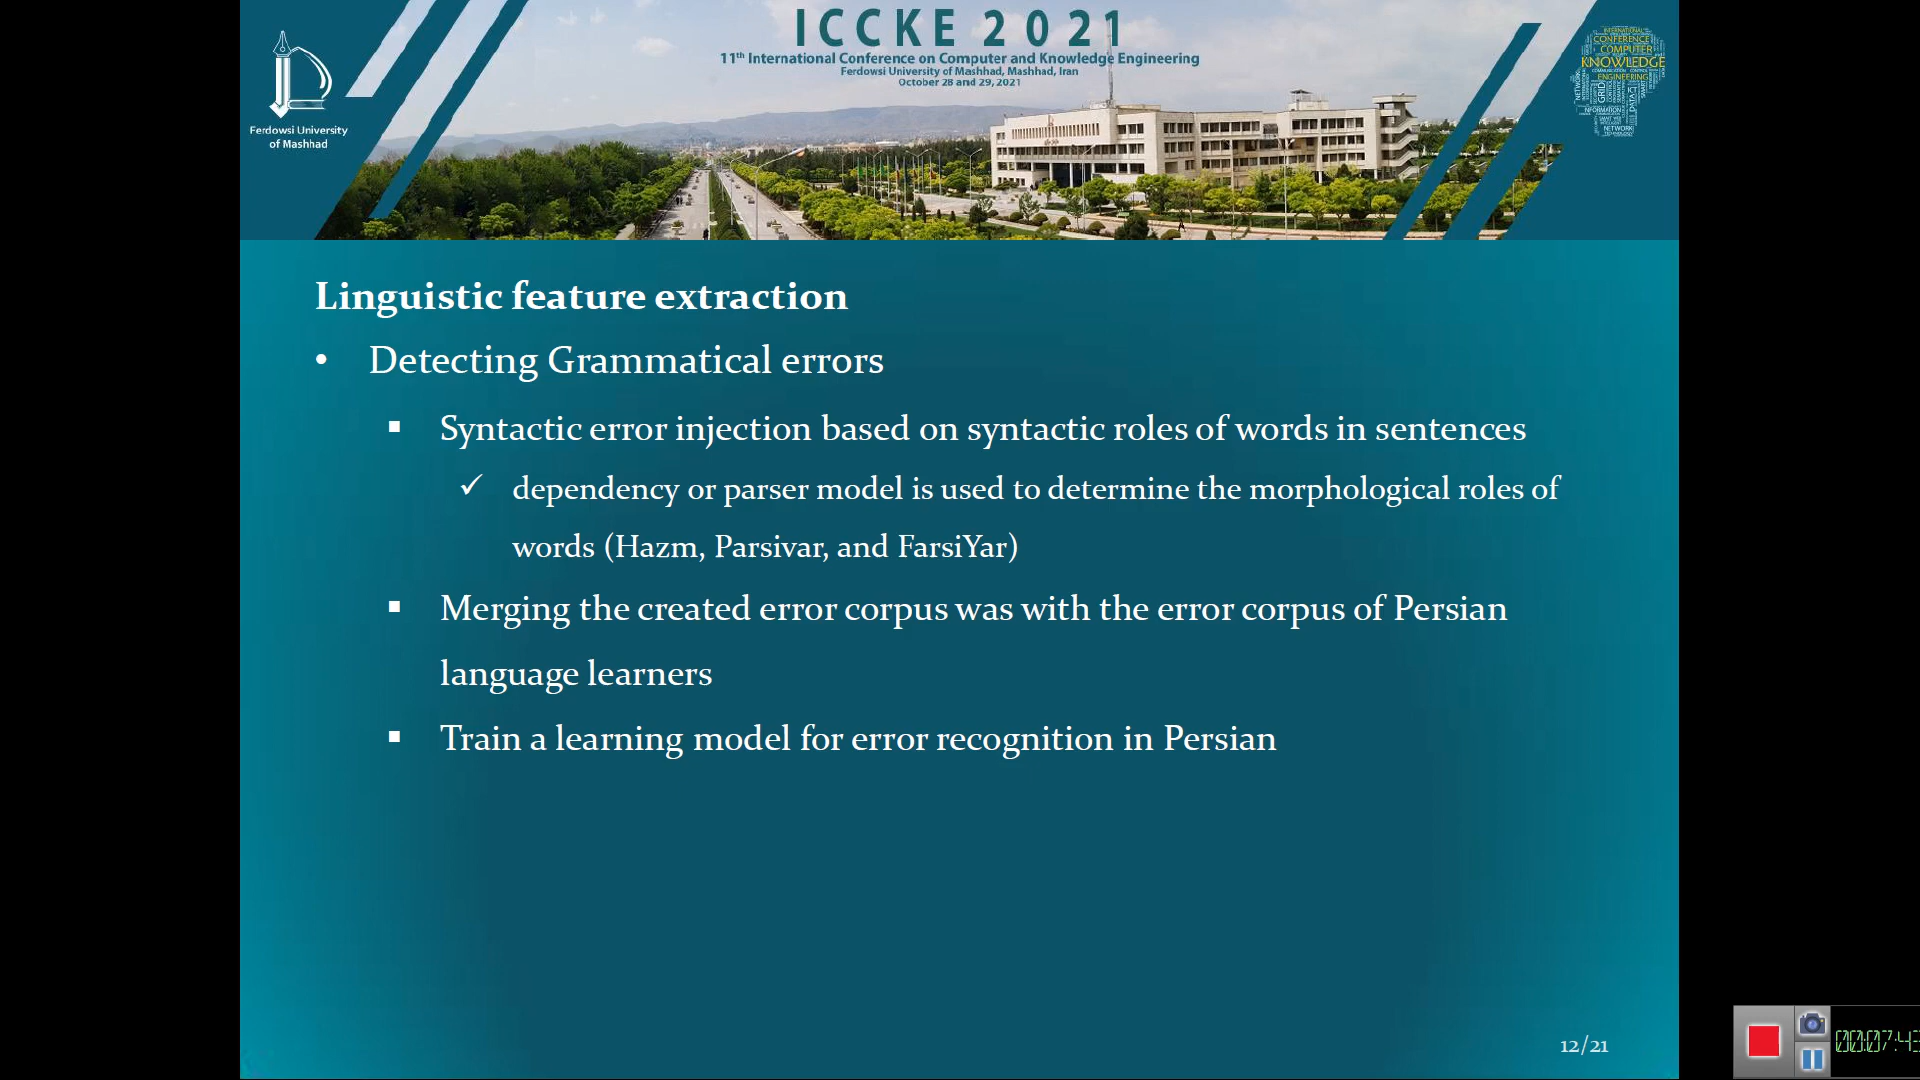 ICCKE 2021
11th International Conference on Computer and Knowledge Engineering
Ferdowsi University of Mashhad, Mashhad, Iran
October 28 and 29, 2021
Ferdowsi University
of Mashhad
INTERNATIONAL
CONFERENCE
COMPUTER
KNOWLEDGE
ENGINEERING
NETWORK
Linguistic feature extraction
• Detecting Grammatical errors
▪ Syntactic error injection based on syntactic roles of words in sentences
✓ dependency or parser model is used to determine the morphological roles of
words (Hazm, Parsivar, and FarsiYar)
▪ Merging the created error corpus was with the error corpus of Persian
language learners
▪ Train a learning model for error recognition in Persian
12/21